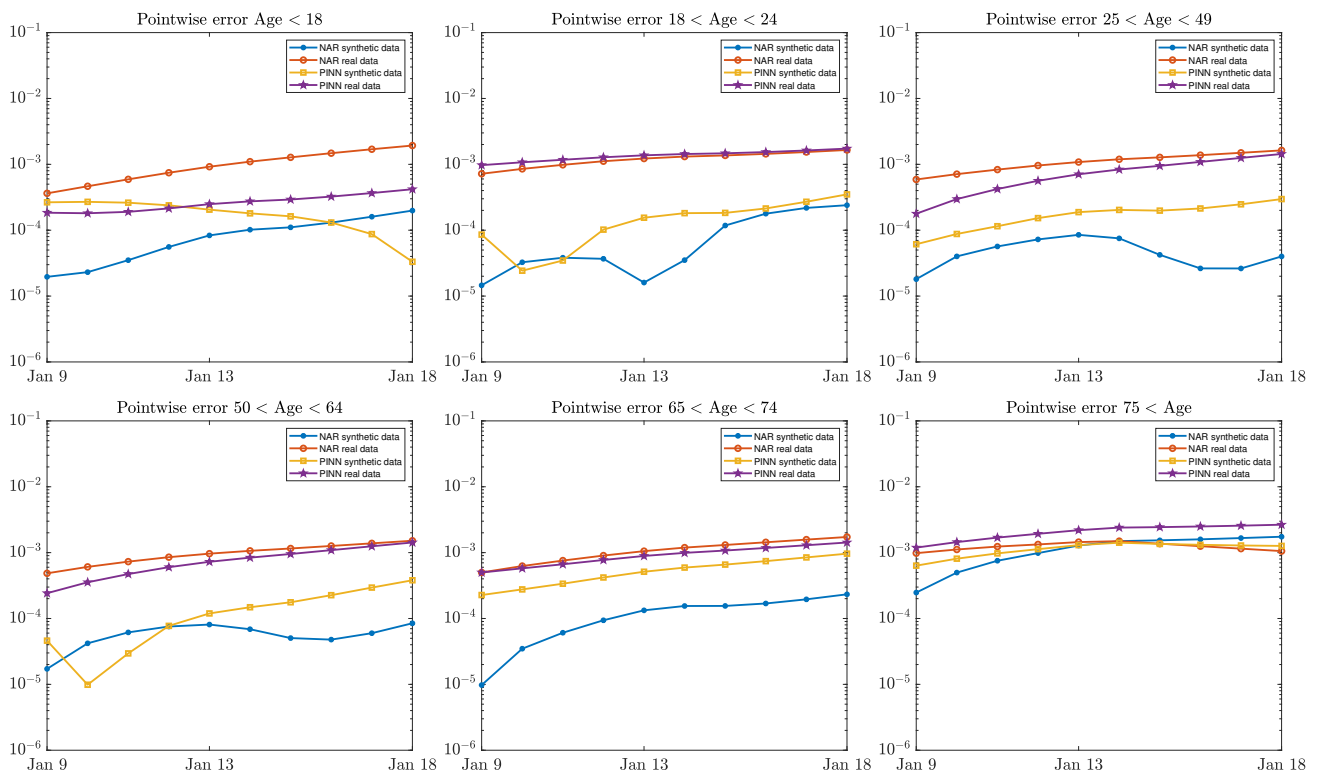 Pointwise error Age < 18
10^{-1}
10^{-2}
10^{-3}
10^{-4}
10^{-5}
10^{-6}
NAR synthetic data
NAR real data
PINN synthetic data
PINN real data
Jan 9
Jan 13
Jan 18
Pointwise error 18 < Age < 24
10^{-1}
10^{-2}
10^{-3}
10^{-4}
10^{-5}
10^{-6}
NAR synthetic data
NAR real data
PINN synthetic data
PINN real data
Jan 9
Jan 13
Jan 18
Pointwise error 25 < Age < 49
10^{-1}
10^{-2}
10^{-3}
10^{-4}
10^{-5}
10^{-6}
NAR synthetic data
NAR real data
PINN synthetic data
PINN real data
Jan 9
Jan 13
Jan 18
Pointwise error 50 < Age < 64
10^{-1}
10^{-2}
10^{-3}
10^{-4}
10^{-5}
10^{-6}
NAR synthetic data
NAR real data
PINN synthetic data
PINN real data
Jan 9
Jan 13
Jan 18
Pointwise error 65 < Age < 74
10^{-1}
10^{-2}
10^{-3}
10^{-4}
10^{-5}
10^{-6}
NAR synthetic data
NAR real data
PINN synthetic data
PINN real data
Jan 9
Jan 13
Jan 18
Pointwise error 75 < Age
10^{-1}
10^{-2}
10^{-3}
10^{-4}
10^{-5}
10^{-6}
NAR synthetic data
NAR real data
PINN synthetic data
PINN real data
Jan 9
Jan 13
Jan 18